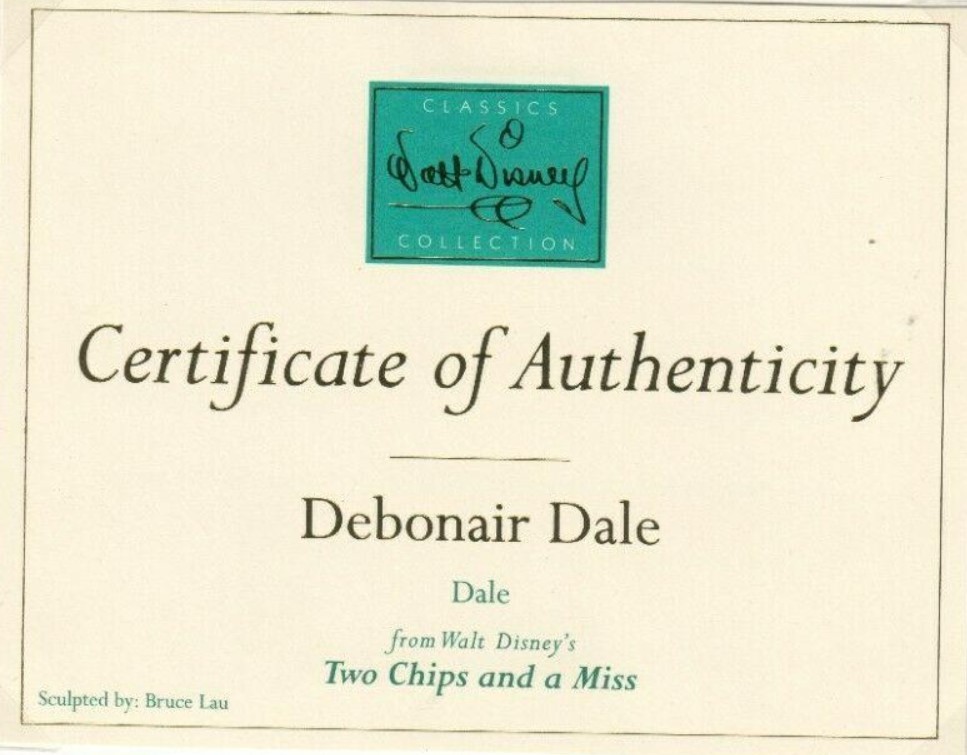 CLASSICS
Walt Disney
COLLECTION
Certificate of Authenticity
Debonair Dale
Dale
from Walt Disney's
Two Chips and a Miss
Sculpted by: Bruce Lau